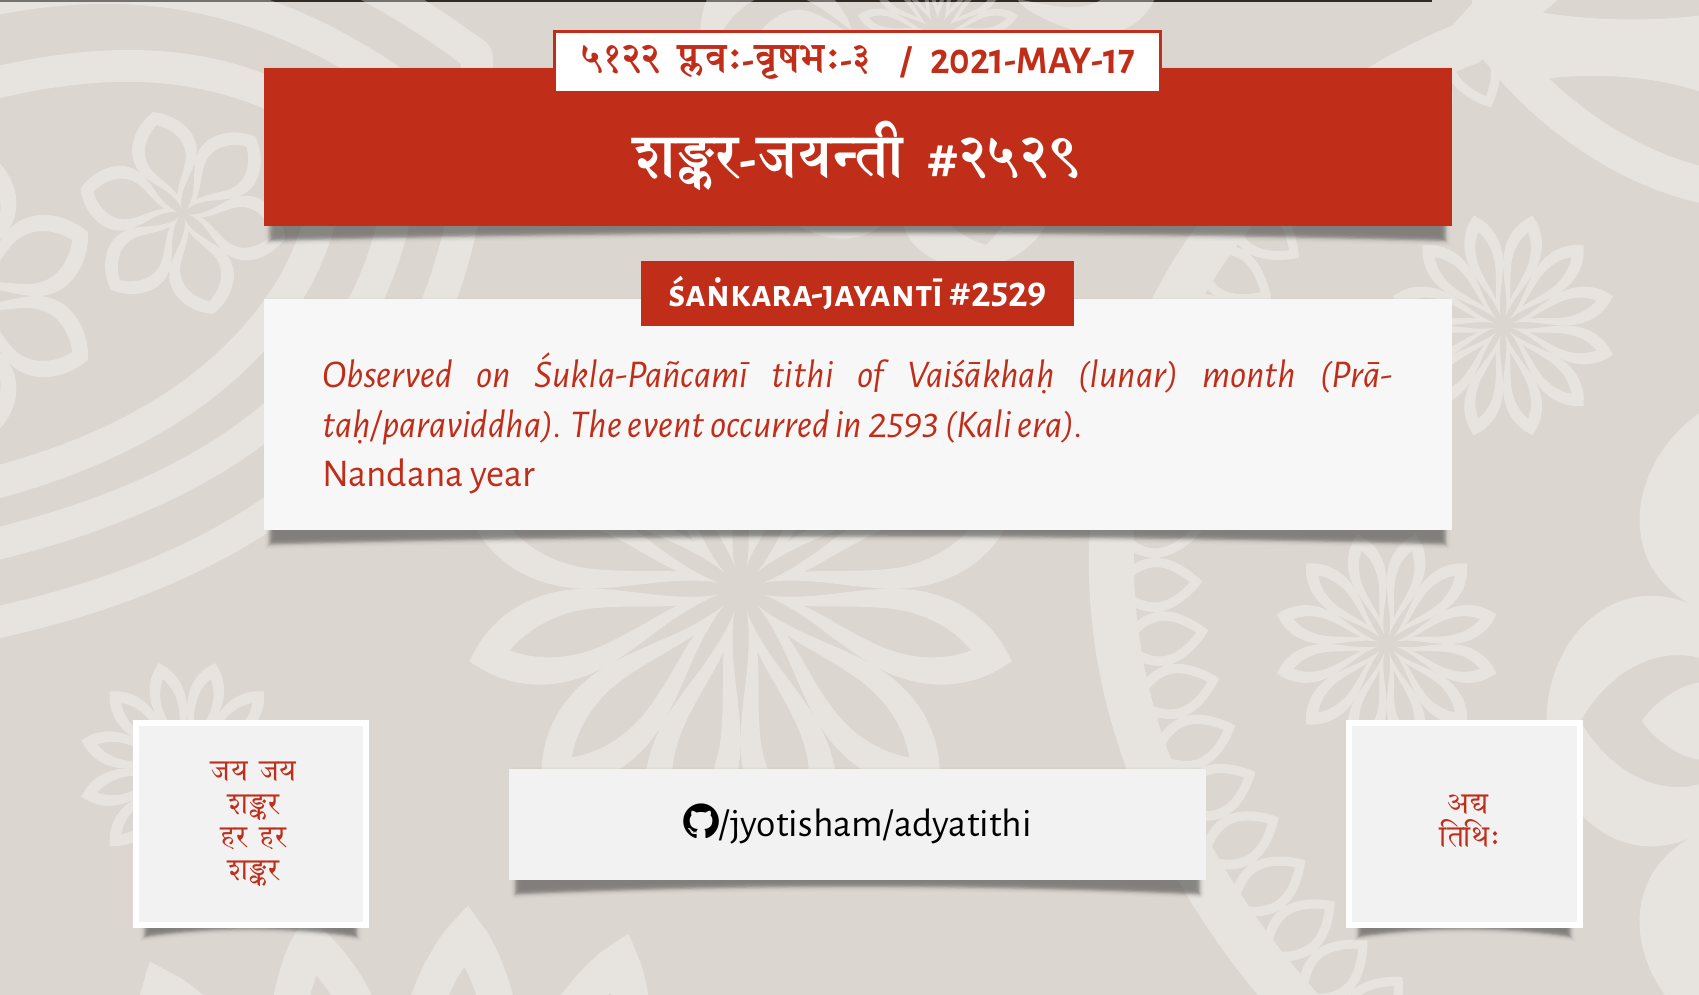 ५१२२ प्लवः-वृषभः-३ / 2021-MAY-17
शङ्कर-जयन्ती #२५२९
ŚAṄKARA-JAYANTĪ #2529
Observed on Śukla-Pañcamī tithi of Vaiśākhaḥ (lunar) month (Prā-
taḥ/paraviddha). The event occurred in 2593 (Kali era).
Nandana year
जय जय
शङ्कर
हर हर
शङ्कर
/jyotisham/adyatithi
अद्य
तिथिः